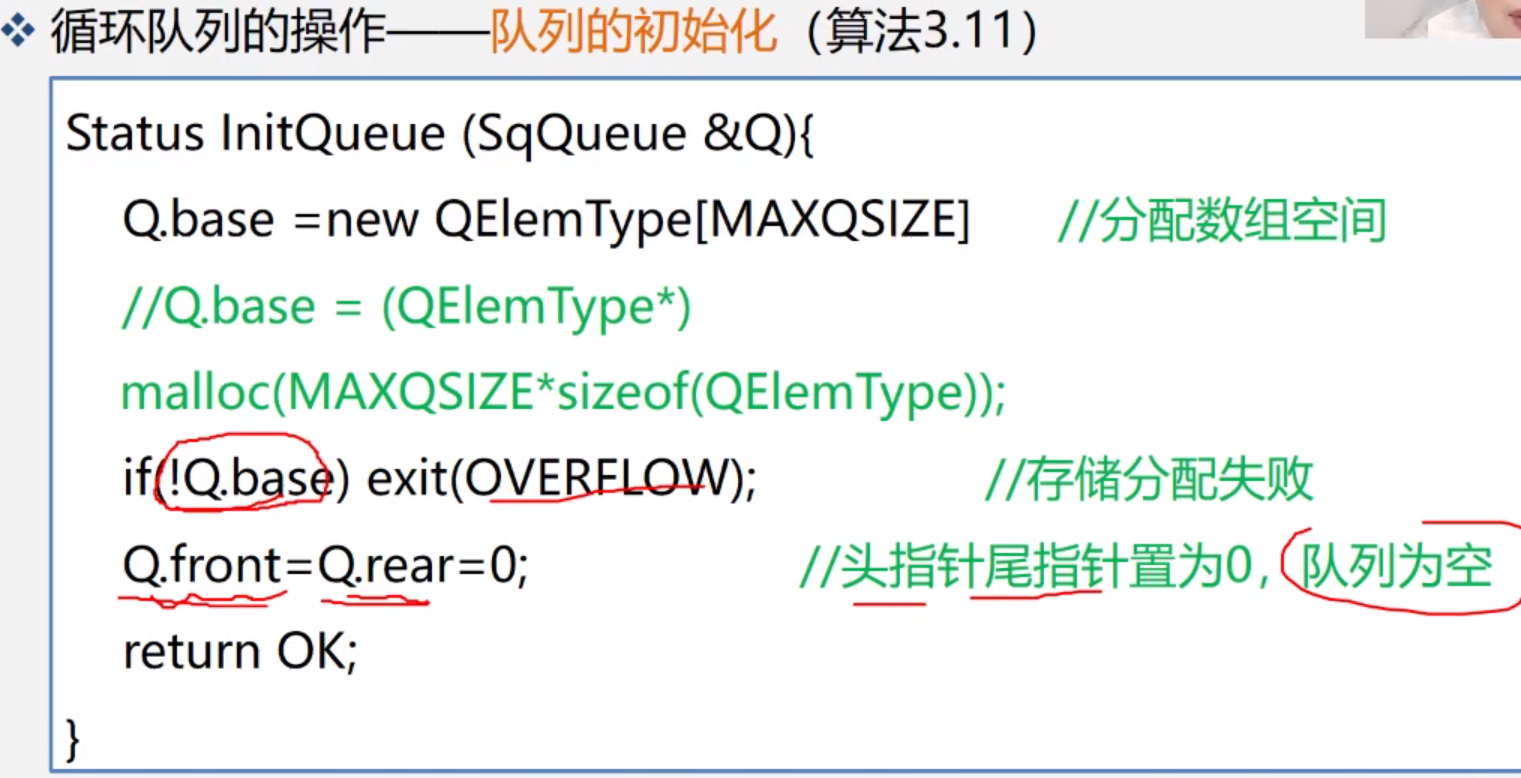 循环队列的操作——队列的初始化（算法3.11）
Status InitQueue (SqQueue &Q){
Q.base =new QElemType[MAXQSIZE] //分配数组空间
//Q.base = (QElemType*)
malloc(MAXQSIZE*sizeof(QElemType));
if(!Q.base) exit(OVERFLOW); //存储分配失败
Q.front=Q.rear=0; //头指针尾指针置为0，队列为空
return OK;
}